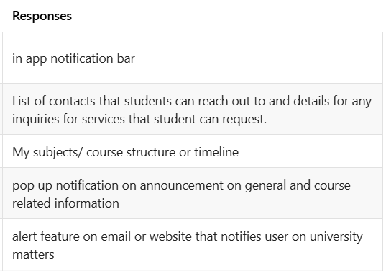 Responses
in app notification bar
List of contacts that students can reach out to and details for any
inquiries for services that student can request.
My subjects/ course structure or timeline
pop up notification on announcement on general and course
related information
alert feature on email or website that notifies user on university
matters